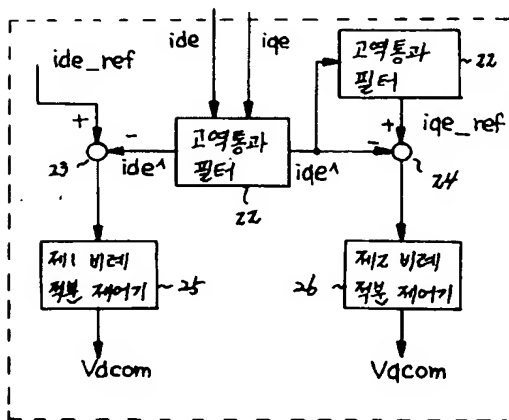 ide
iqe
ide_ref
고역통과
필터
22
+
-
23
ide^
고역통과
필터
22
iqe^
+
iqe_ref
-
24
제1 비례
적분 제어기
25
제2 비례
적분 제어기
26
Vdcom
Vqcom